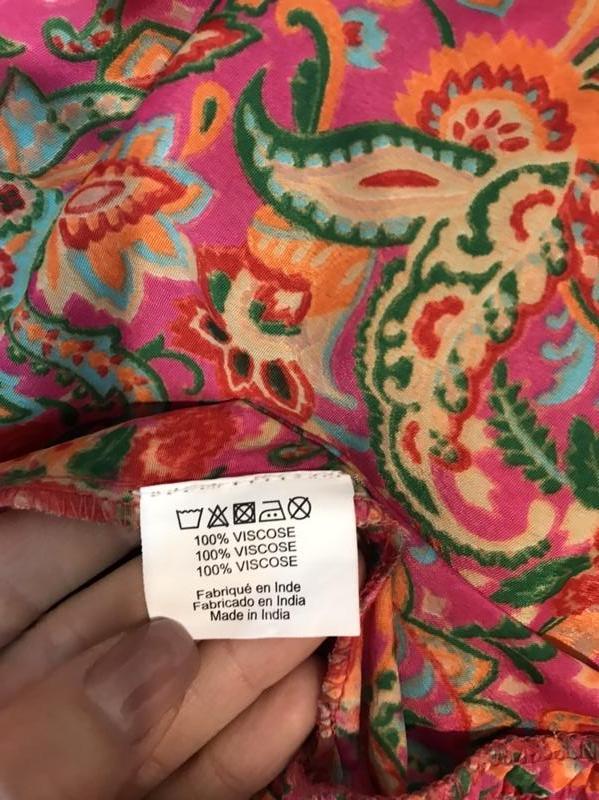 100% VISCOSE
100% VISCOSE
100% VISCOSE
Fabriqué en Inde
Fabricado en India
Made in India